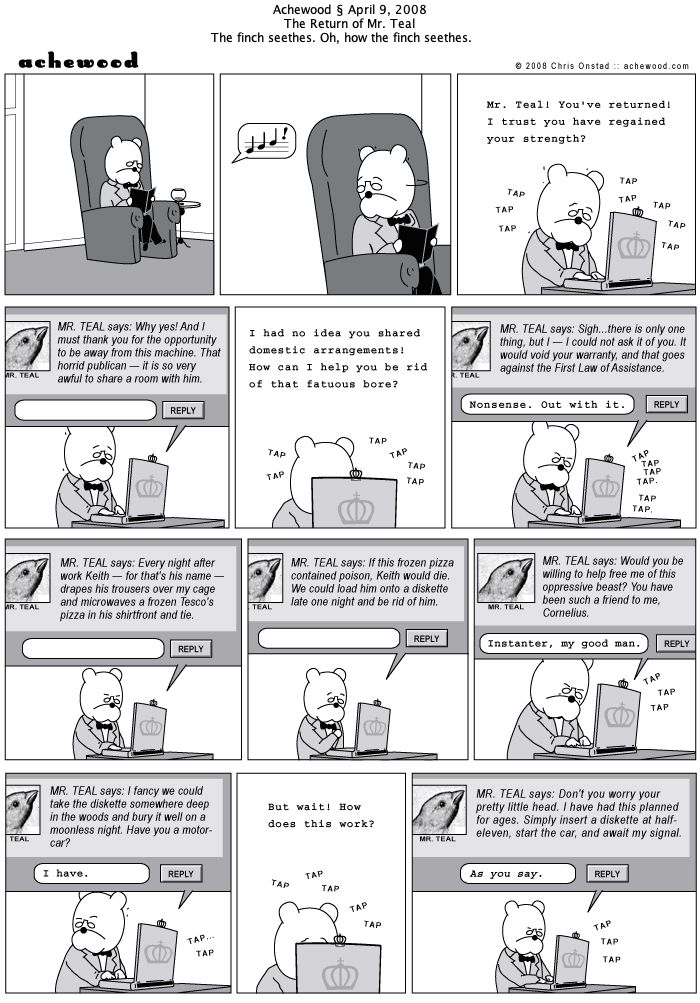 Achewood § April 9, 2008
The Return of Mr. Teal
The finch seethes. Oh, how the finch seethes.
achewood
© 2008 Chris Onstad :: achewood.com
!
Mr. Teal! You've returned!
I trust you have regained
your strength?
TAP
TAP
TAP
TAP
TAP
TAP
TAP
TAP
MR. TEAL says: Why yes! And I
must thank you for the opportunity
to be away from this machine. That
horrid publican — it is so very
awful to share a room with him.
MR. TEAL
REPLY
I had no idea you shared
domestic arrangements!
How can I help you be rid
of that fatuous bore?
TAP
TAP
TAP
TAP
TAP
TAP
MR. TEAL says: Sigh...there is only one
thing, but I — I could not ask it of you. It
would void your warranty, and that goes
against the First Law of Assistance.
MR. TEAL
Nonsense. Out with it.
REPLY
TAP
TAP
TAP
TAP.
TAP
TAP.
MR. TEAL says: Every night after
work Keith — for that's his name —
drapes his trousers over my cage
and microwaves a frozen Tesco's
pizza in his shirtfront and tie.
MR. TEAL
REPLY
MR. TEAL says: If this frozen pizza
contained poison, Keith would die.
We could load him onto a diskette
late one night and be rid of him.
TEAL
REPLY
MR. TEAL says: Would you be
willing to help free me of this
oppressive beast? You have
been such a friend to me,
Cornelius.
MR. TEAL
Instanter, my good man.
REPLY
TAP
TAP
TAP
MR. TEAL says: I fancy we could
take the diskette somewhere deep
in the woods and bury it well on a
moonless night. Have you a motor-
car?
TEAL
I have.
REPLY
TAP...
TAP
But wait! How
does this work?
TAP
TAP
TAP
TAP
TAP
TAP
MR. TEAL says: Don't you worry your
pretty little head. I have had this planned
for ages. Simply insert a diskette at half-
eleven, start the car, and await my signal.
MR. TEAL
As you say.
REPLY
TAP
TAP
TAP